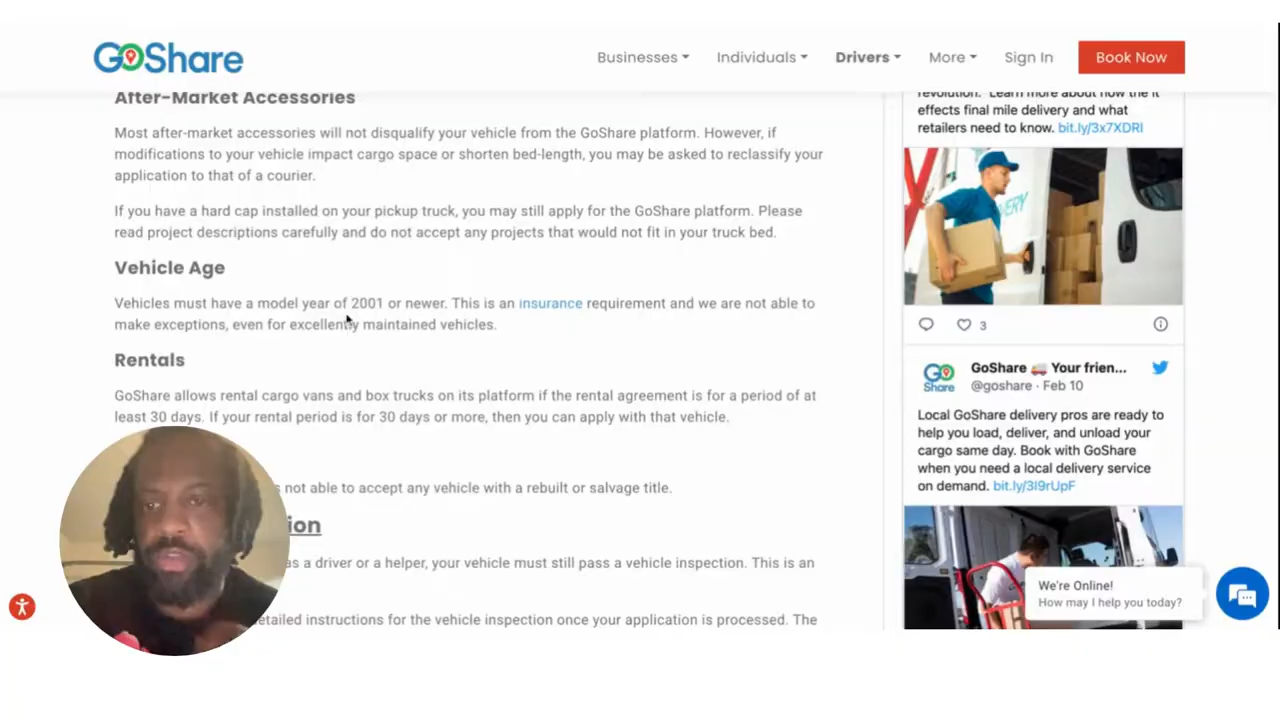 GoShare
Businesses
Individuals
Drivers
More
Sign In
Book Now
After-Market Accessories
Most after-market accessories will not disqualify your vehicle from the GoShare platform. However, if
modifications to your vehicle impact cargo space or shorten bed-length, you may be asked to reclassify your
application to that of a courier.
If you have a hard cap installed on your pickup truck, you may still apply for the GoShare platform. Please
read project descriptions carefully and do not accept any projects that would not fit in your truck bed.
Vehicle Age
Vehicles must have a model year of 2001 or newer. This is an insurance requirement and we are not able to
make exceptions, even for excellently maintained vehicles.
Rentals
GoShare allows rental cargo vans and box trucks on its platform if the rental agreement is for a period of at
least 30 days. If your rental period is for 30 days or more, then you can apply with that vehicle.
not able to accept any vehicle with a rebuilt or salvage title.
ion
as a driver or a helper, your vehicle must still pass a vehicle inspection. This is an
etailed instructions for the vehicle inspection once your application is processed. The
revolution. Learn more about how the it
effects final mile delivery and what
retailers need to know. bit.ly/3x7XDRI
3
GoShare
Share
GoShare 🚛 Your frien...
@goshare · Feb 10
Local GoShare delivery pros are ready to
help you load, deliver, and unload your
cargo same day. Book with GoShare
when you need a local delivery service
on demand. bit.ly/3I9rUpF
We're Online!
How may I help you today?